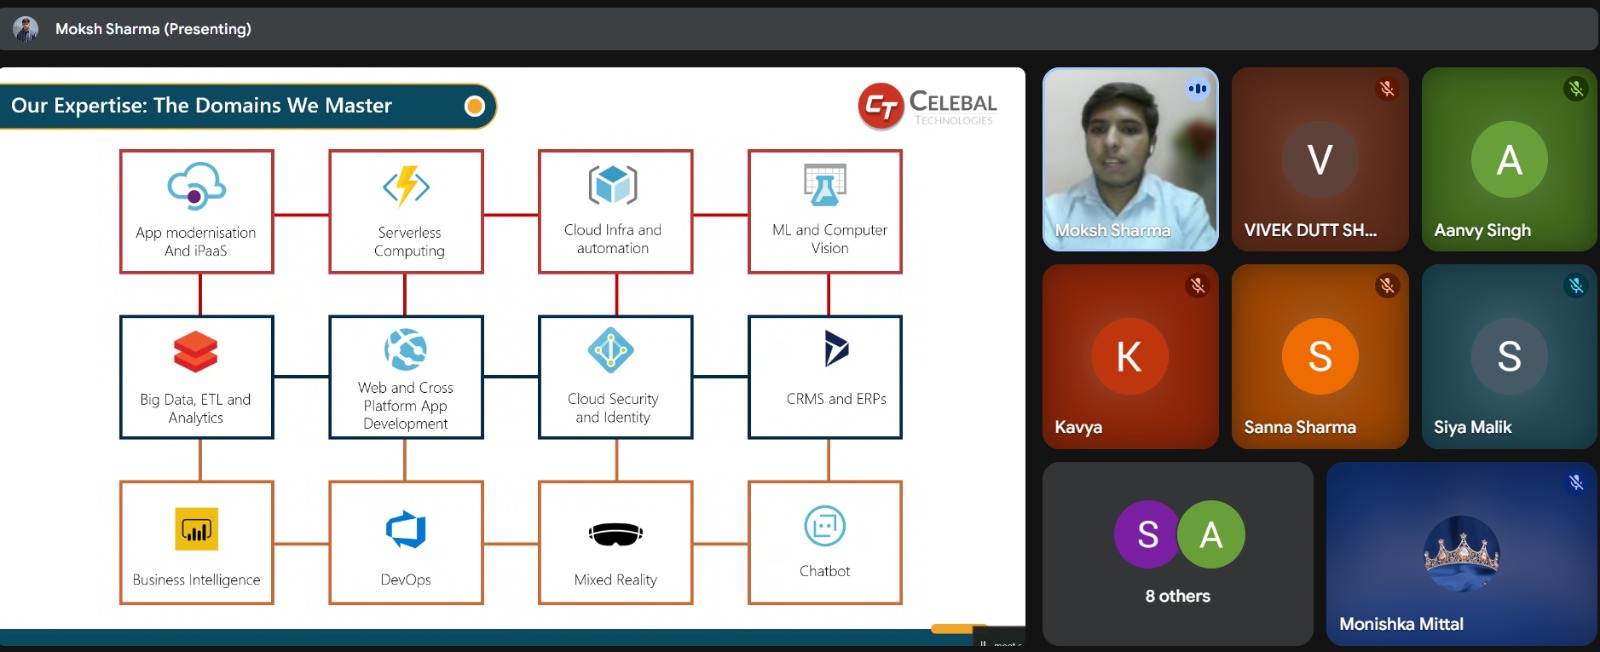 Moksh Sharma (Presenting)
Our Expertise: The Domains We Master
CT CELEBAL
TECHNOLOGIES
App modernisation
And iPaaS
Serverless
Computing
Cloud Infra and
automation
ML and Computer
Vision
Big Data, ETL and
Analytics
Web and Cross
Platform App
Development
Cloud Security
and Identity
CRMS and ERPs
Business Intelligence
DevOps
Mixed Reality
Chatbot
Moksh Sharma
V
VIVEK DUTT SH...
A
Aanvy Singh
K
Kavya
S
Sanna Sharma
S
Siya Malik
S A
8 others
Monishka Mittal